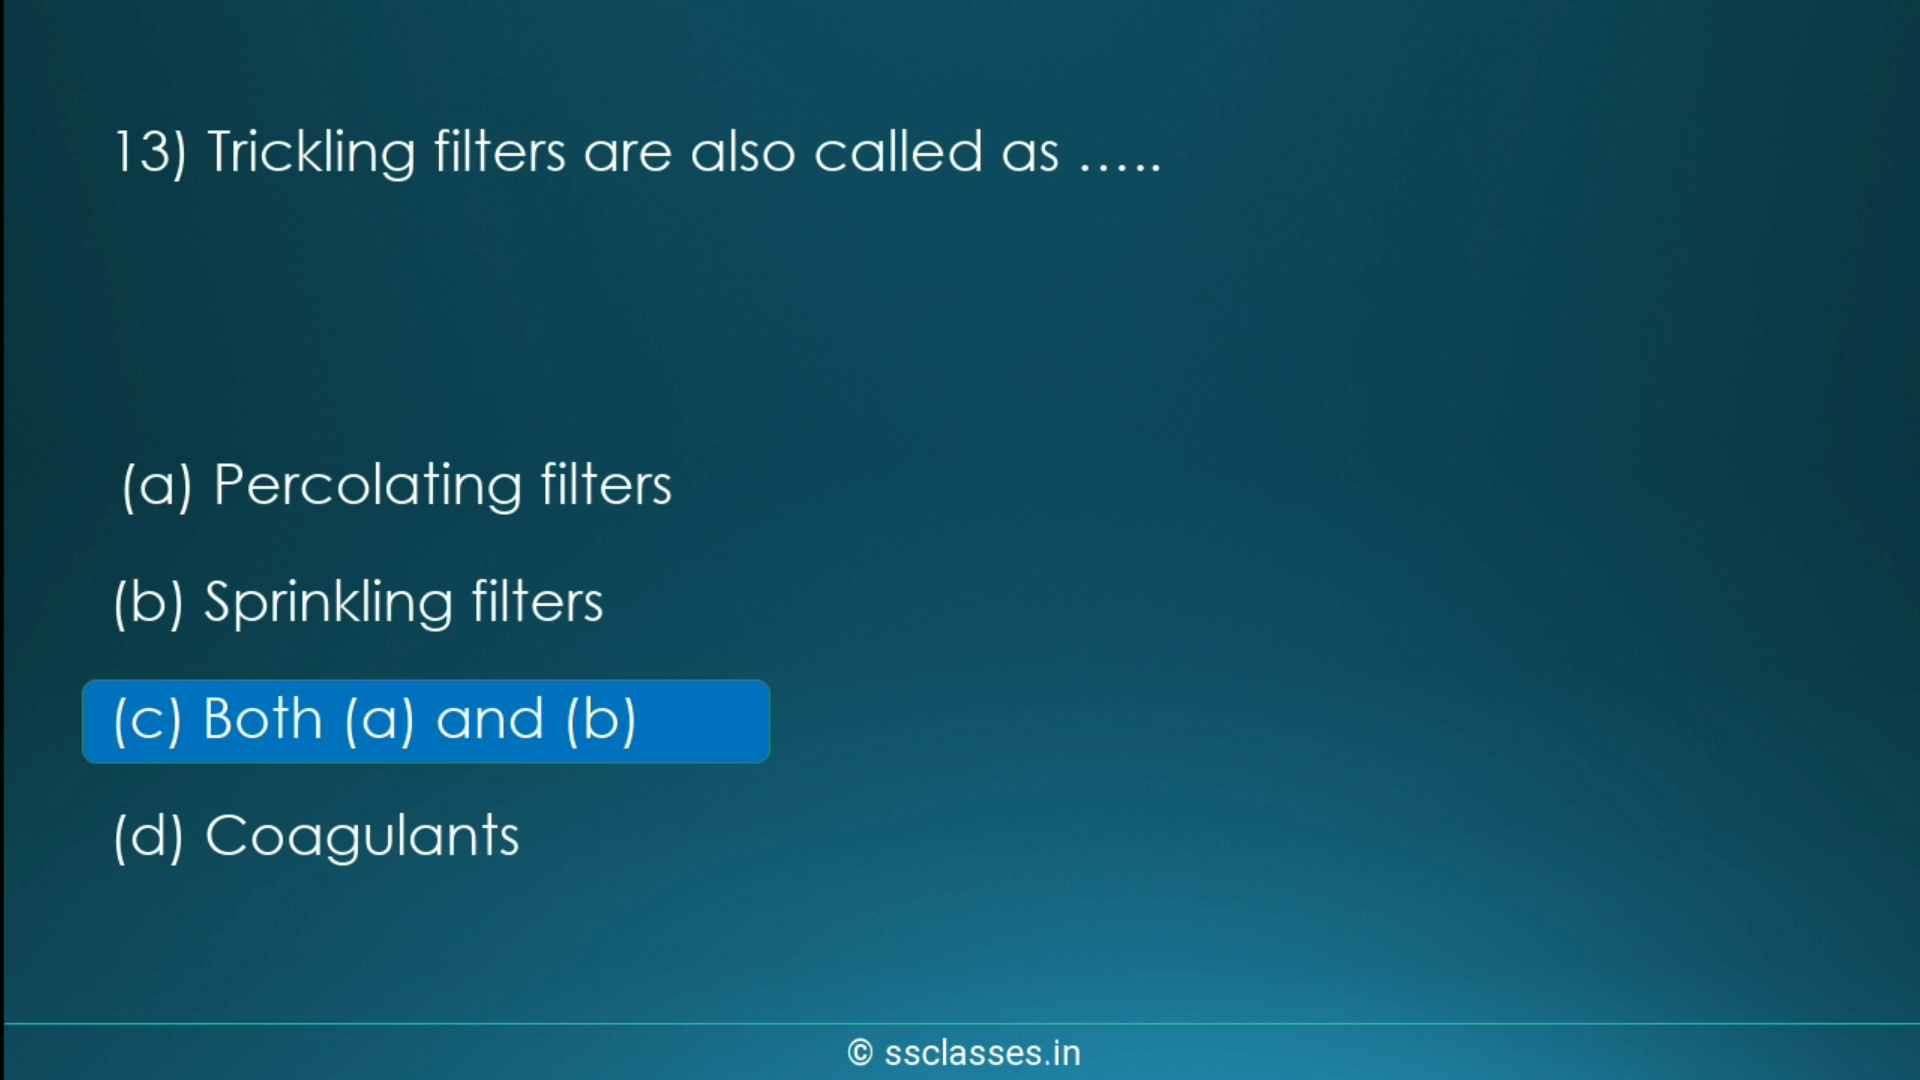 13) Trickling filters are also called as …..
(a) Percolating filters
(b) Sprinkling filters
(c) Both (a) and (b)
(d) Coagulants
© ssclasses.in